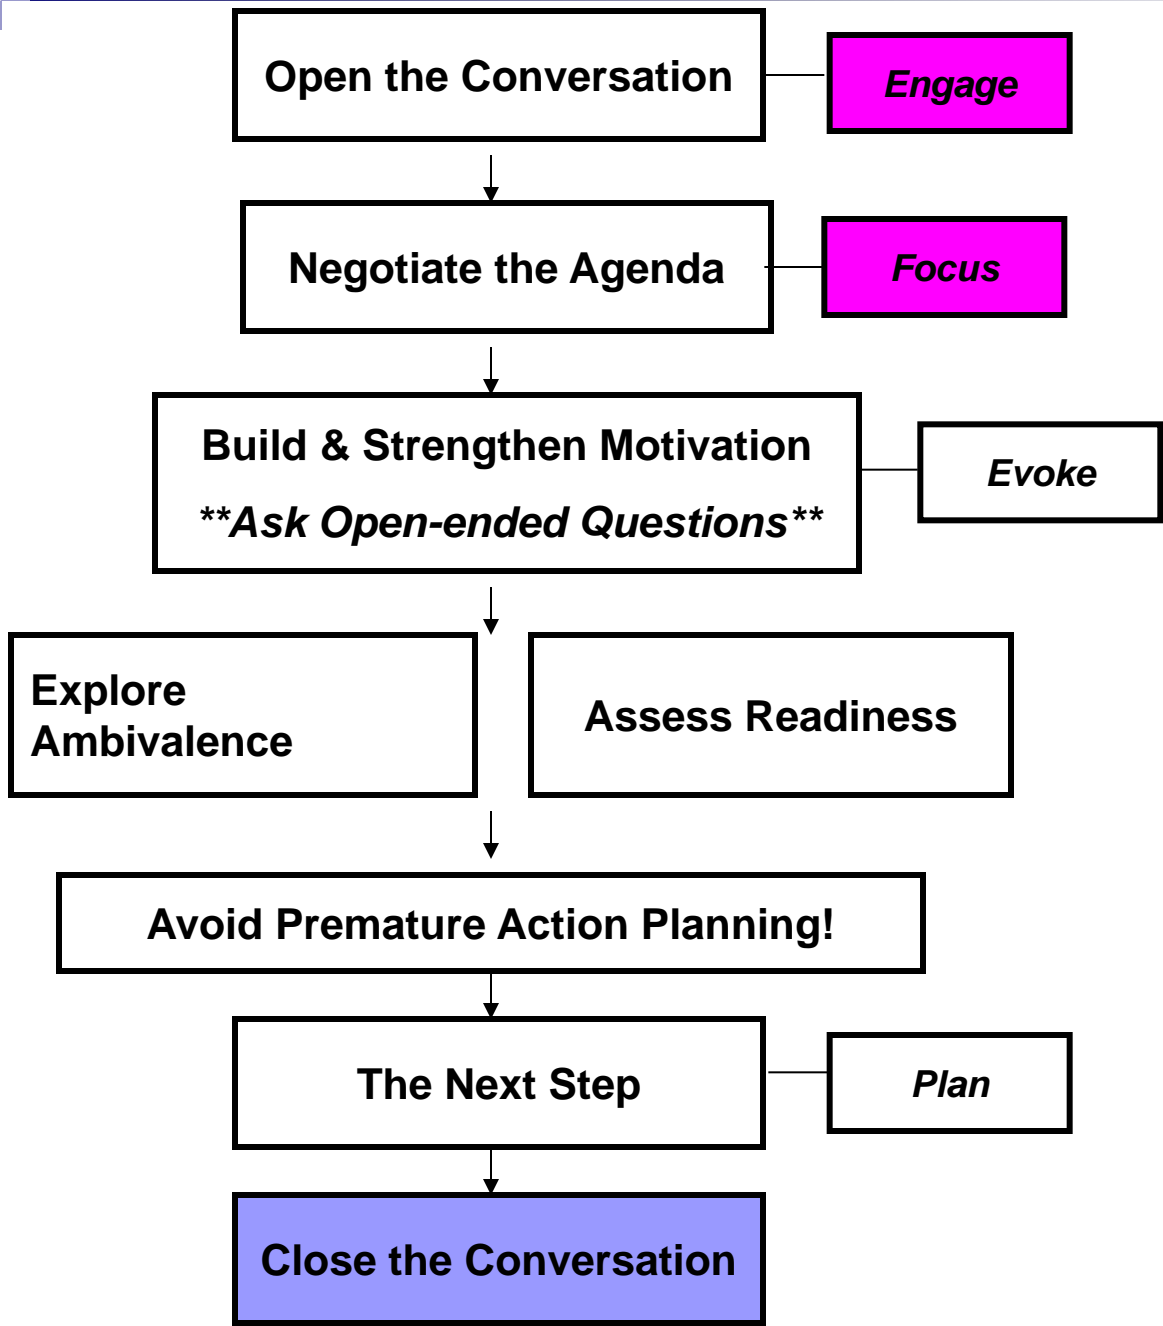 Open the Conversation
Engage
Negotiate the Agenda
Focus
Build & Strengthen Motivation
**Ask Open-ended Questions**
Evoke
Explore
Ambivalence
Assess Readiness
Avoid Premature Action Planning!
The Next Step
Plan
Close the Conversation